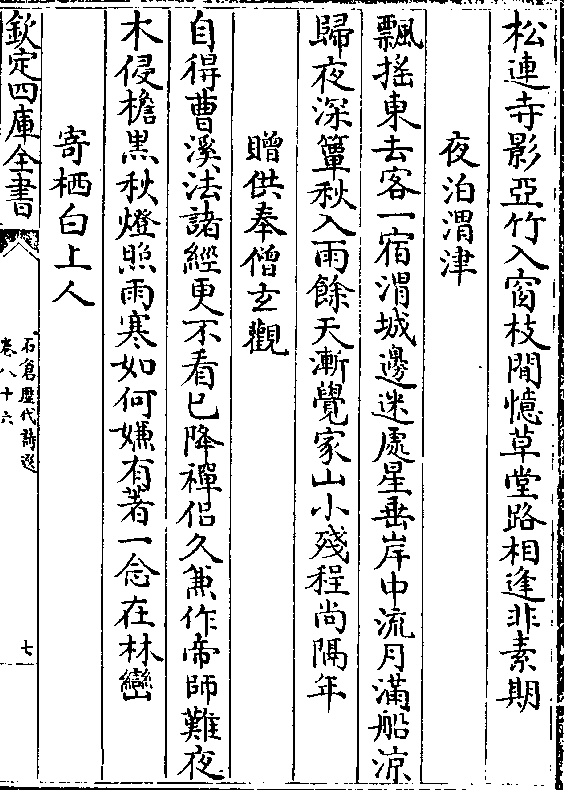 松連寺影亞竹入窗枝閒憶草堂路相逢非素期
夜泊渭津
飄搖東去客一宿渭城邊迷處星垂岸中流月滿船涼
歸夜深簟秋入雨餘天漸覺家山小殘程尚隔年
贈供奉僧玄觀
自得曹溪法諸經更不看已降禪侶久兼作帝師難夜
木侵檐黒秋燈照雨寒如何嫌有著一念在林巒
寄栖白上人
欽定四庫全書
石倉歷代詩選
卷八十六
七